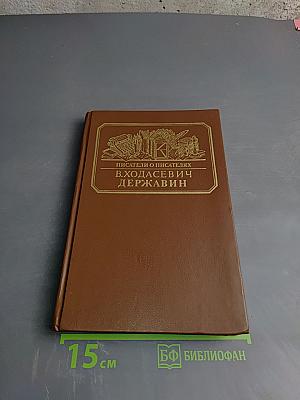 ПИСАТЕЛИ О ПИСАТЕЛЯХ
В. ХОДАСЕВИЧ
ДЕРЖАВИН
15 см
БФ БИБЛИОФАН